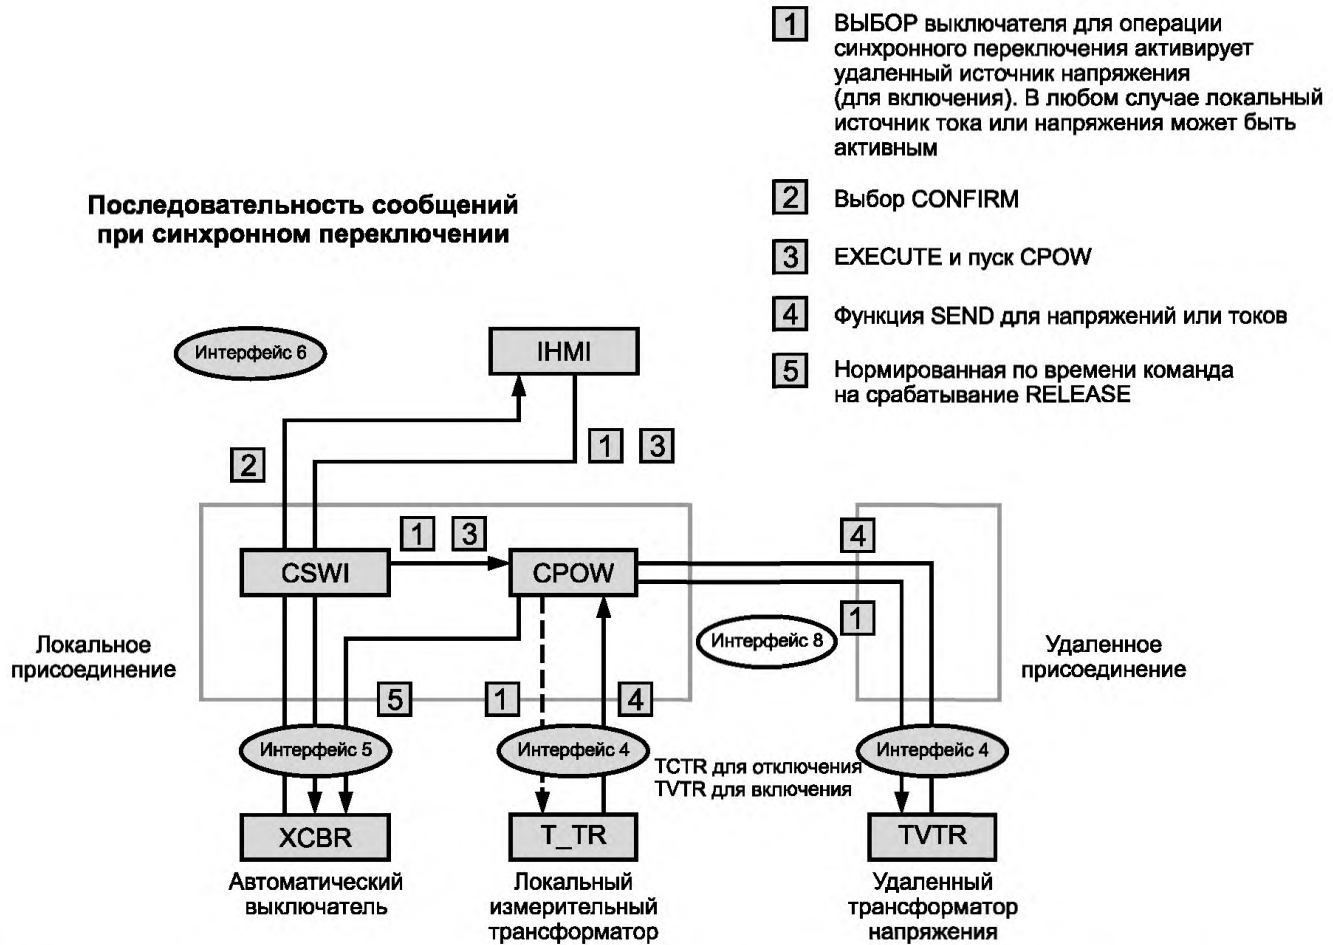 1 ВЫБОР выключателя для операции
синхронного переключения активирует
удаленный источник напряжения
(для включения). В любом случае локальный
источник тока или напряжения может быть
активным
Последовательность сообщений
при синхронном переключении
2 Выбор CONFIRM
3 EXECUTE и пуск CPOW
4 Функция SEND для напряжений или токов
5 Нормированная по времени команда
на срабатывание RELEASE
Интерфейс 6
IHMI
1 3
2
1 3
4
CSWI
CPOW
1
Локальное
присоединение
Интерфейс 8
Удаленное
присоединение
5
1
4
Интерфейс 5
Интерфейс 4
Интерфейс 4
TCTR для отключения
TVTR для включения
XCBR
T_TR
TVTR
Автоматический
выключатель
Локальный
измерительный
трансформатор
Удаленный
трансформатор
напряжения